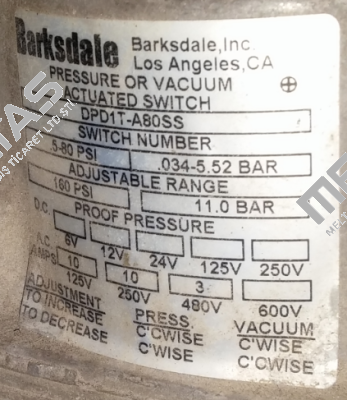 Barksdale
Barksdale,Inc.
Los Angeles,CA
PRESSURE OR VACUUM
ACTUATED SWITCH
DPD1T-A80SS
SWITCH NUMBER
.5-80 PSI .034-5.52 BAR
ADJUSTABLE RANGE
160 PSI 11.0 BAR
PROOF PRESSURE
D.C.
6V 12V 24V 125V 250V
A.C. AMPS 10 10 3
125V 250V 480V 600V
ADJUSTMENT PRESS. VACUUM
TO INCREASE C'CWISE C'WISE
TO DECREASE C'WISE C'CWISE